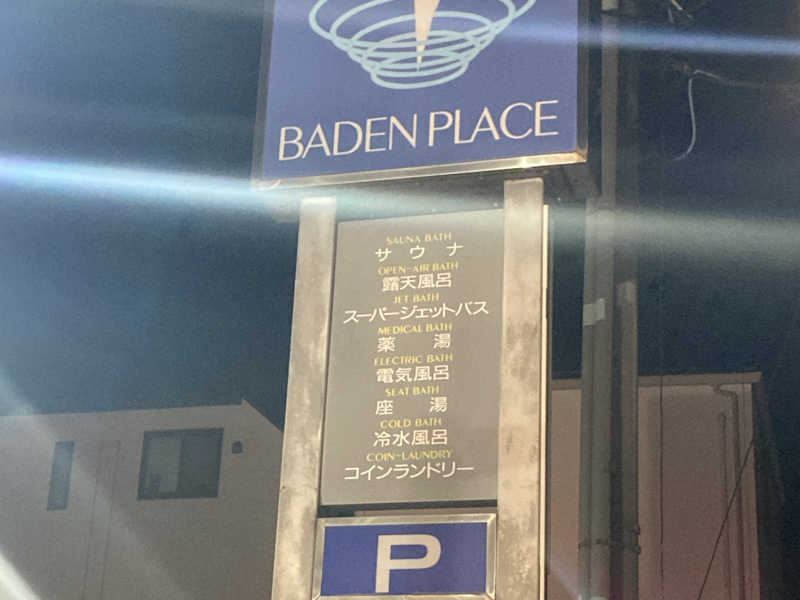 BADEN PLACE
SAUNA BATH
サウナ
OPEN-AIR BATH
露天風呂
JET BATH
スーパージェットバス
MEDICAL BATH
薬 湯
ELECTRIC BATH
電気風呂
SEAT BATH
座 湯
COLD BATH
冷水風呂
COIN-LAUNDRY
コインランドリー
P